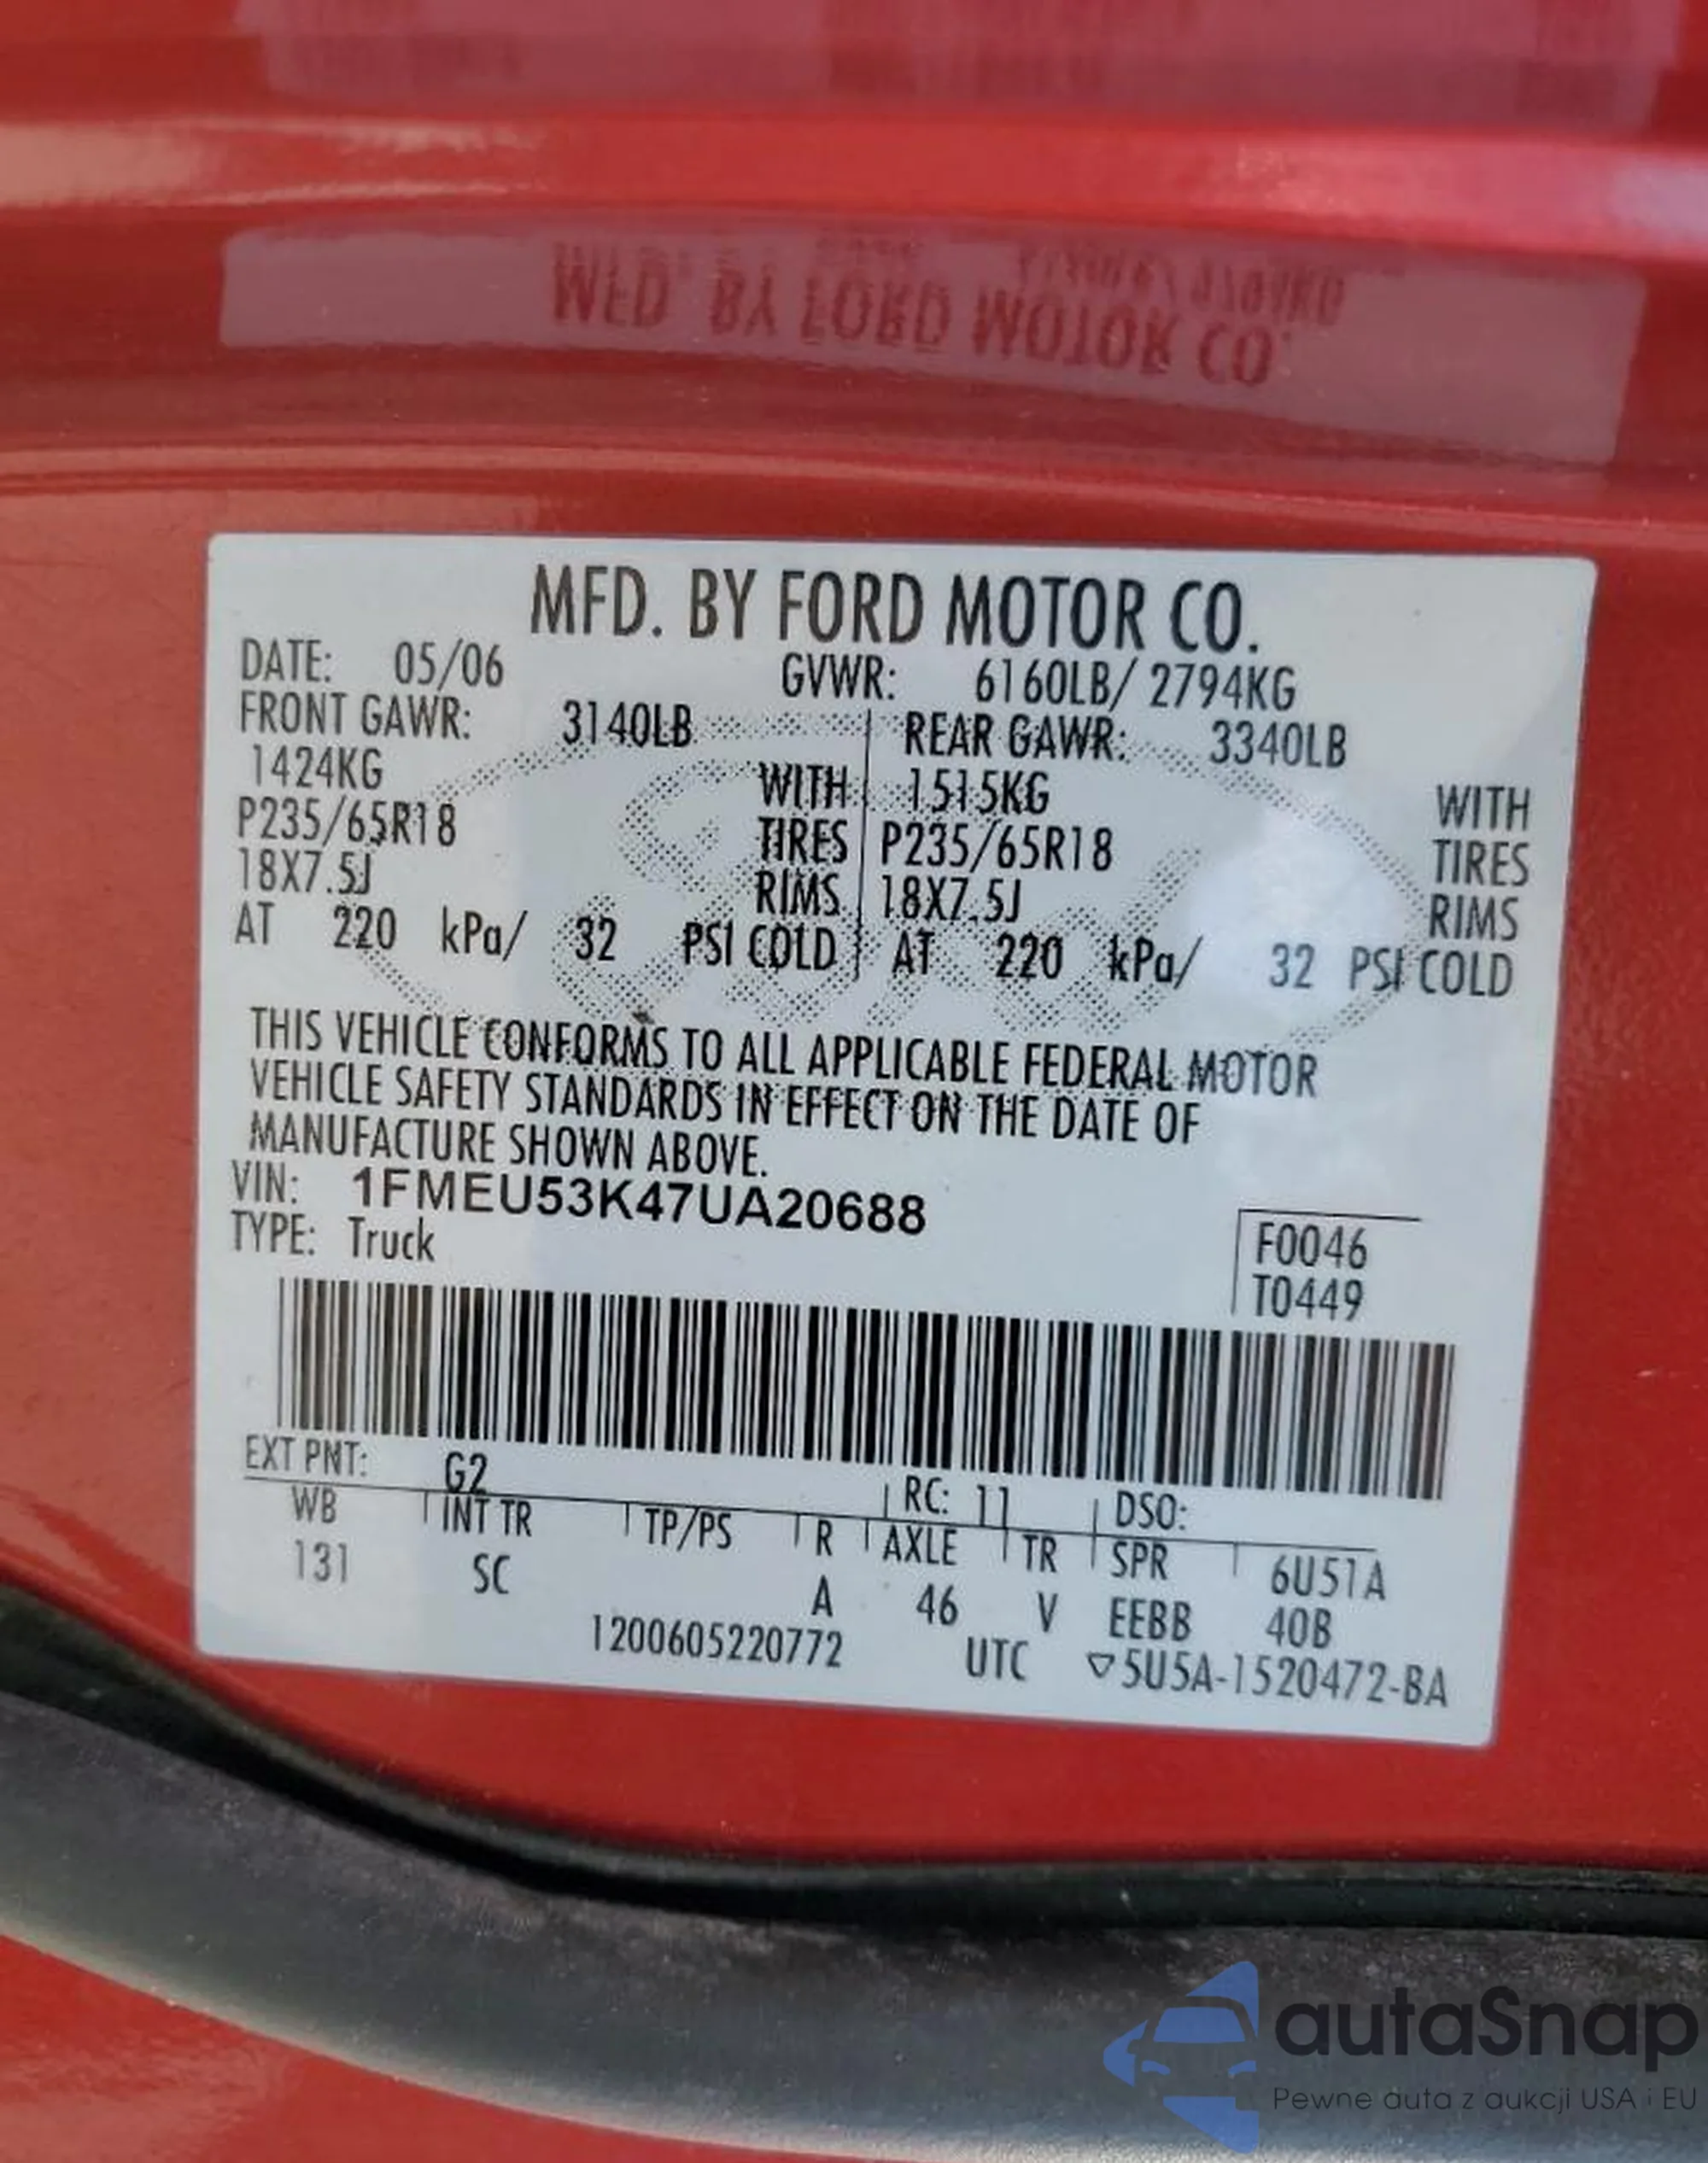 MFD. BY FORD MOTOR CO.
MFD. BY FORD MOTOR CO.
DATE: 05/06 GVWR: 6160LB/ 2794KG
FRONT GAWR: 3140LB REAR GAWR: 3340LB
1424KG WITH 1515KG WITH
P235/65R18 TIRES P235/65R18 TIRES
18X7.5J RIMS 18X7.5J RIMS
AT 220 kPa/ 32 PSI COLD AT 220 kPa/ 32 PSI COLD
THIS VEHICLE CONFORMS TO ALL APPLICABLE FEDERAL MOTOR
VEHICLE SAFETY STANDARDS IN EFFECT ON THE DATE OF
MANUFACTURE SHOWN ABOVE.
VIN: 1FMEU53K47UA20688
TYPE: Truck
F0046
T0449
EXT PNT: G2 RC: 11 DSO:
WB INT TR TP/PS R AXLE TR SPR 6U51A
131 SC A 46 V EEBB 40B
1200605220772 UTC ▽5U5A-1520472-BA
autaSnap
Pewne auta z aukcji USA i EU